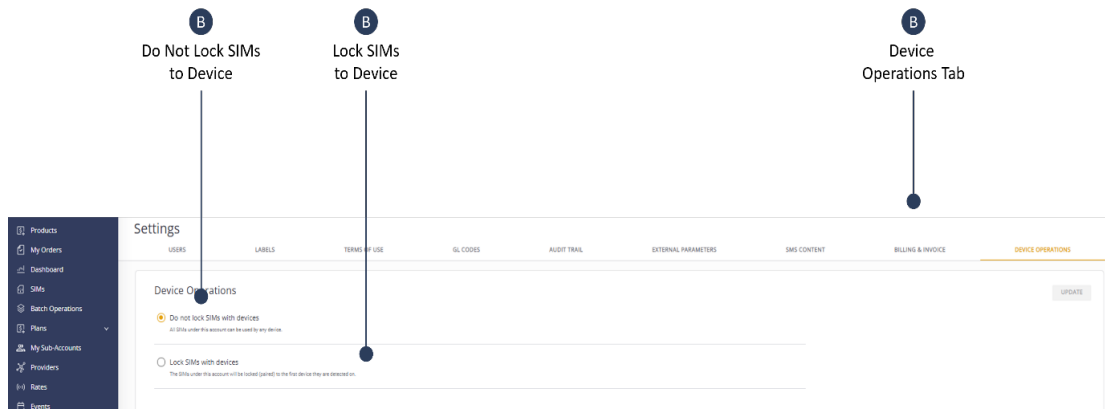 B
Do Not Lock SIMs
to Device
B
Lock SIMs
to Device
B
Device
Operations Tab
Products
My Orders
Dashboard
SIMs
Batch Operations
Plans
My Sub-Accounts
Providers
Rates
Events
Settings
USERS LABELS TERMS OF USE GL CODES AUDIT TRAIL EXTERNAL PARAMETERS SMS CONTENT BILLING & INVOICE DEVICE OPERATIONS
Device Operations
UPDATE
Do not lock SIMs with devices
All SIMs under this account can be used by any device.
Lock SIMs with devices
The SIMs under this account will be locked (paired) to the first device they are detected on.